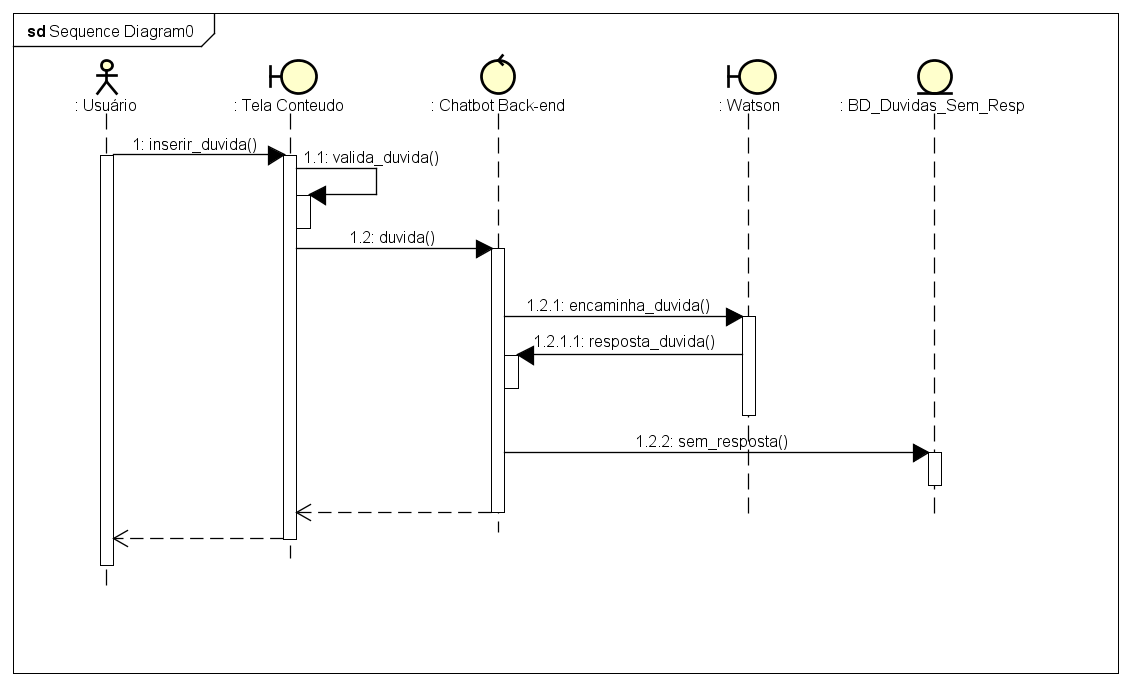 sd Sequence Diagram0
: Usuário
: Tela Conteudo
: Chatbot Back-end
: Watson
: BD_Duvidas_Sem_Resp
1: inserir_duvida()
1.1: valida_duvida()
1.2: duvida()
1.2.1: encaminha_duvida()
1.2.1.1: resposta_duvida()
1.2.2: sem_resposta()